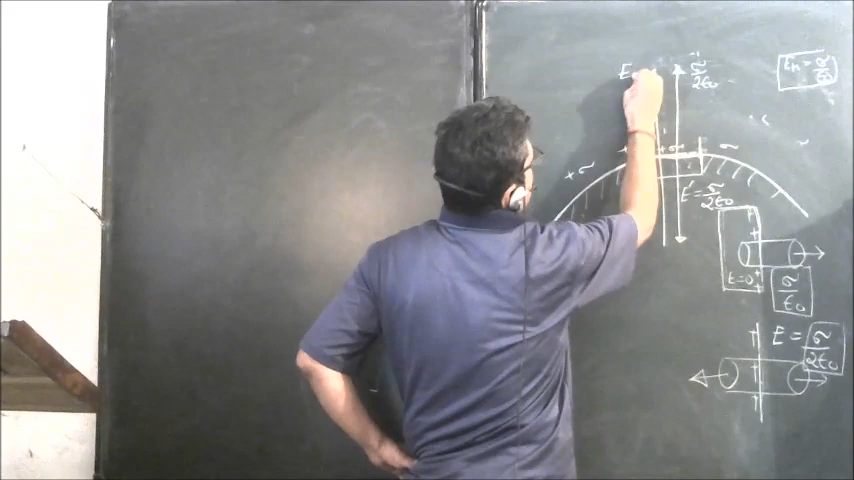 E
σ/2ε₀
En = σ/ε₀
+ σ
+ σ
σ
E' = σ/2ε₀
E=0
σ/ε₀
E = σ/2ε₀